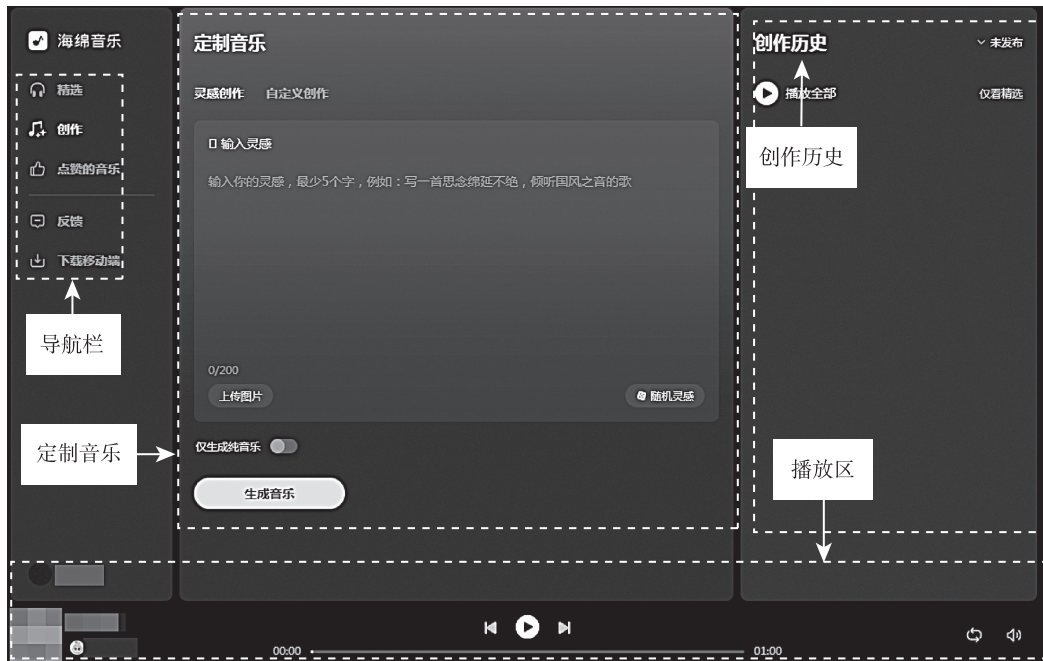 海绵音乐
精选
创作
点赞的音乐
反馈
下载移动端
导航栏
定制音乐
定制音乐
灵感创作 自定义创作
输入灵感
输入你的灵感，最少5个字，例如：写一首思念绵延不绝，倾听国风之音的歌
0/200
上传图片
随机灵感
仅生成纯音乐
生成音乐
创作历史
未发布
播放全部
仅看精选
创作历史
播放区
00:00
01:00